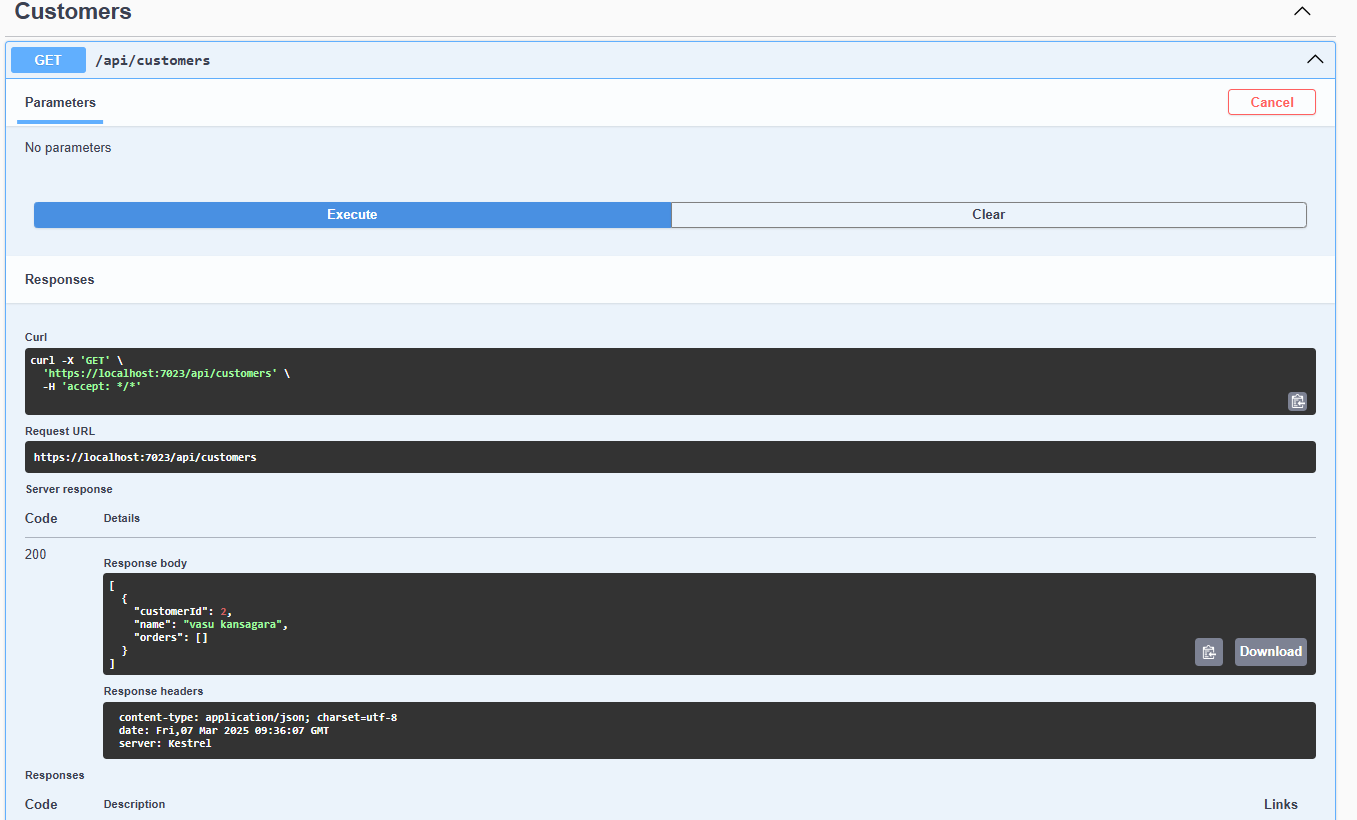 Customers
GET /api/customers
Parameters
Cancel
No parameters
Execute
Clear
Responses
Curl
curl -X 'GET' \
  'https://localhost:7023/api/customers' \
  -H 'accept: */*'
Request URL
https://localhost:7023/api/customers
Server response
Code Details
200
Response body
[
  {
    "customerId": 2,
    "name": "vasu kansagara",
    "orders": []
  }
]
Download
Response headers
content-type: application/json; charset=utf-8
date: Fri,07 Mar 2025 09:36:07 GMT
server: Kestrel
Responses
Code Description Links